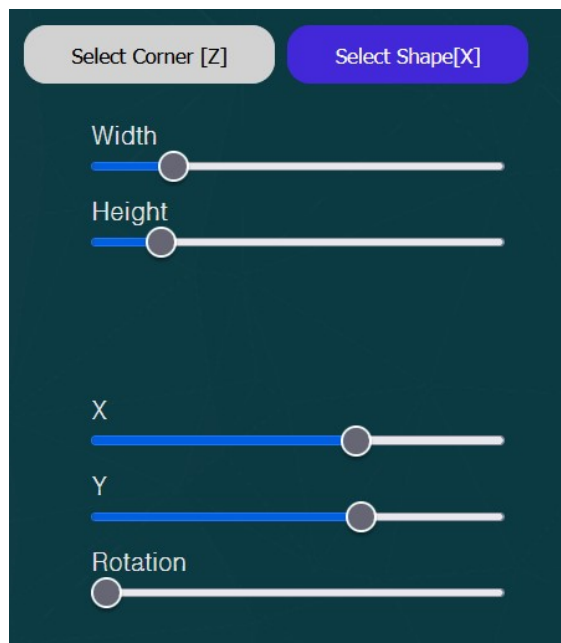 Select Corner [Z] Select Shape[X]
Width
Height
X
Y
Rotation